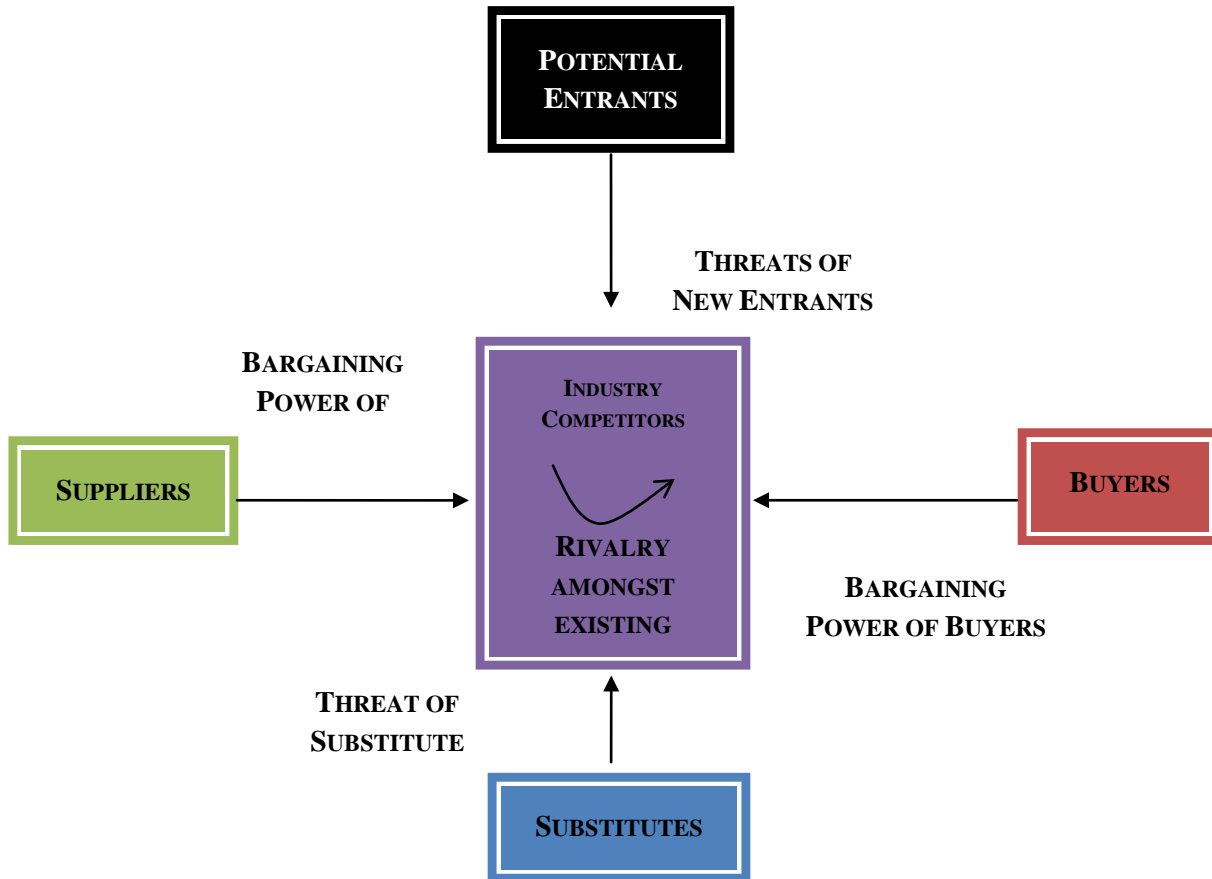 POTENTIAL
ENTRANTS
THREATS OF
NEW ENTRANTS
BARGAINING
POWER OF
INDUSTRY
COMPETITORS
SUPPLIERS
BUYERS
RIVALRY
AMONGST
EXISTING
BARGAINING
POWER OF BUYERS
THREAT OF
SUBSTITUTE
SUBSTITUTES